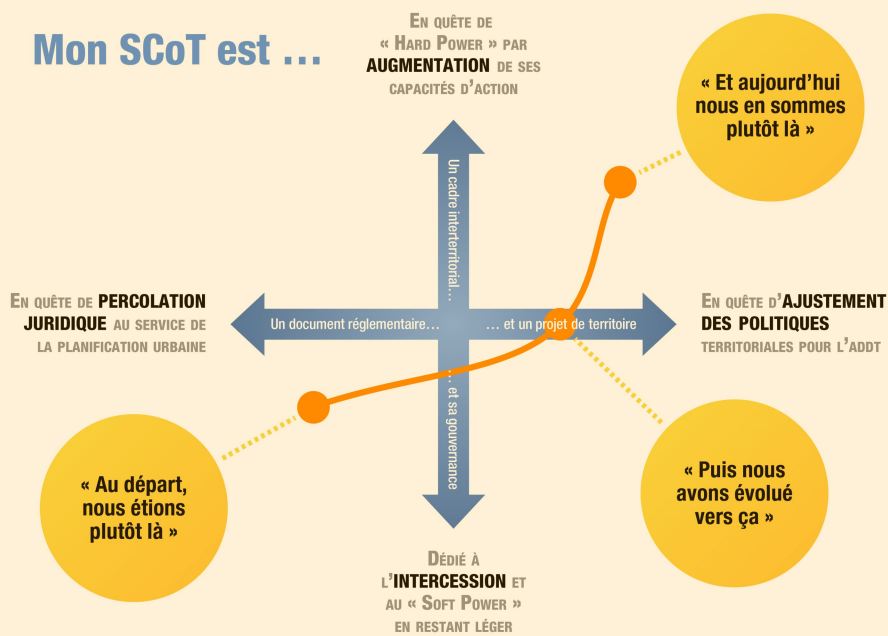 Mon SCoT est …
En quête de
« Hard Power » par
AUGMENTATION de ses
capacités d'action
« Et aujourd'hui
nous en sommes
plutôt là »
Un cadre interterritorial…
En quête de PERCOLATION
JURIDIQUE au service de
la planification urbaine
Un document réglementaire…
… et un projet de territoire
En quête d'AJUSTEMENT
DES POLITIQUES
territoriales pour l'ADDT
… et sa gouvernance
« Au départ,
nous étions
plutôt là »
« Puis nous
avons évolué
vers ça »
Dédié à
l'INTERCESSION et
au « Soft Power »
en restant léger